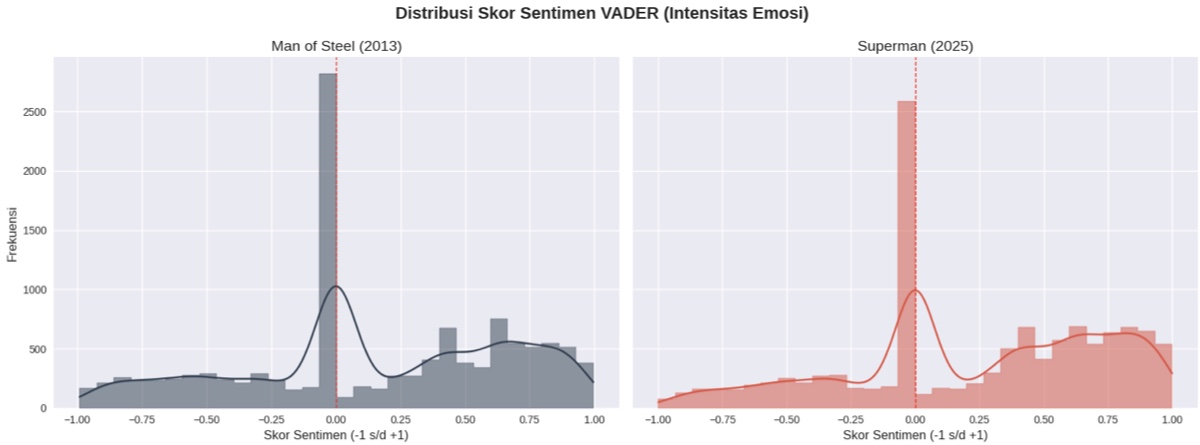 Distribusi Skor Sentimen VADER (Intensitas Emosi)
Man of Steel (2013)
Superman (2025)
Frekuensi
2500
2000
1500
1000
500
0
−1.00 −0.75 −0.50 −0.25 0.00 0.25 0.50 0.75 1.00
Skor Sentimen (-1 s/d +1)
−1.00 −0.75 −0.50 −0.25 0.00 0.25 0.50 0.75 1.00
Skor Sentimen (-1 s/d +1)